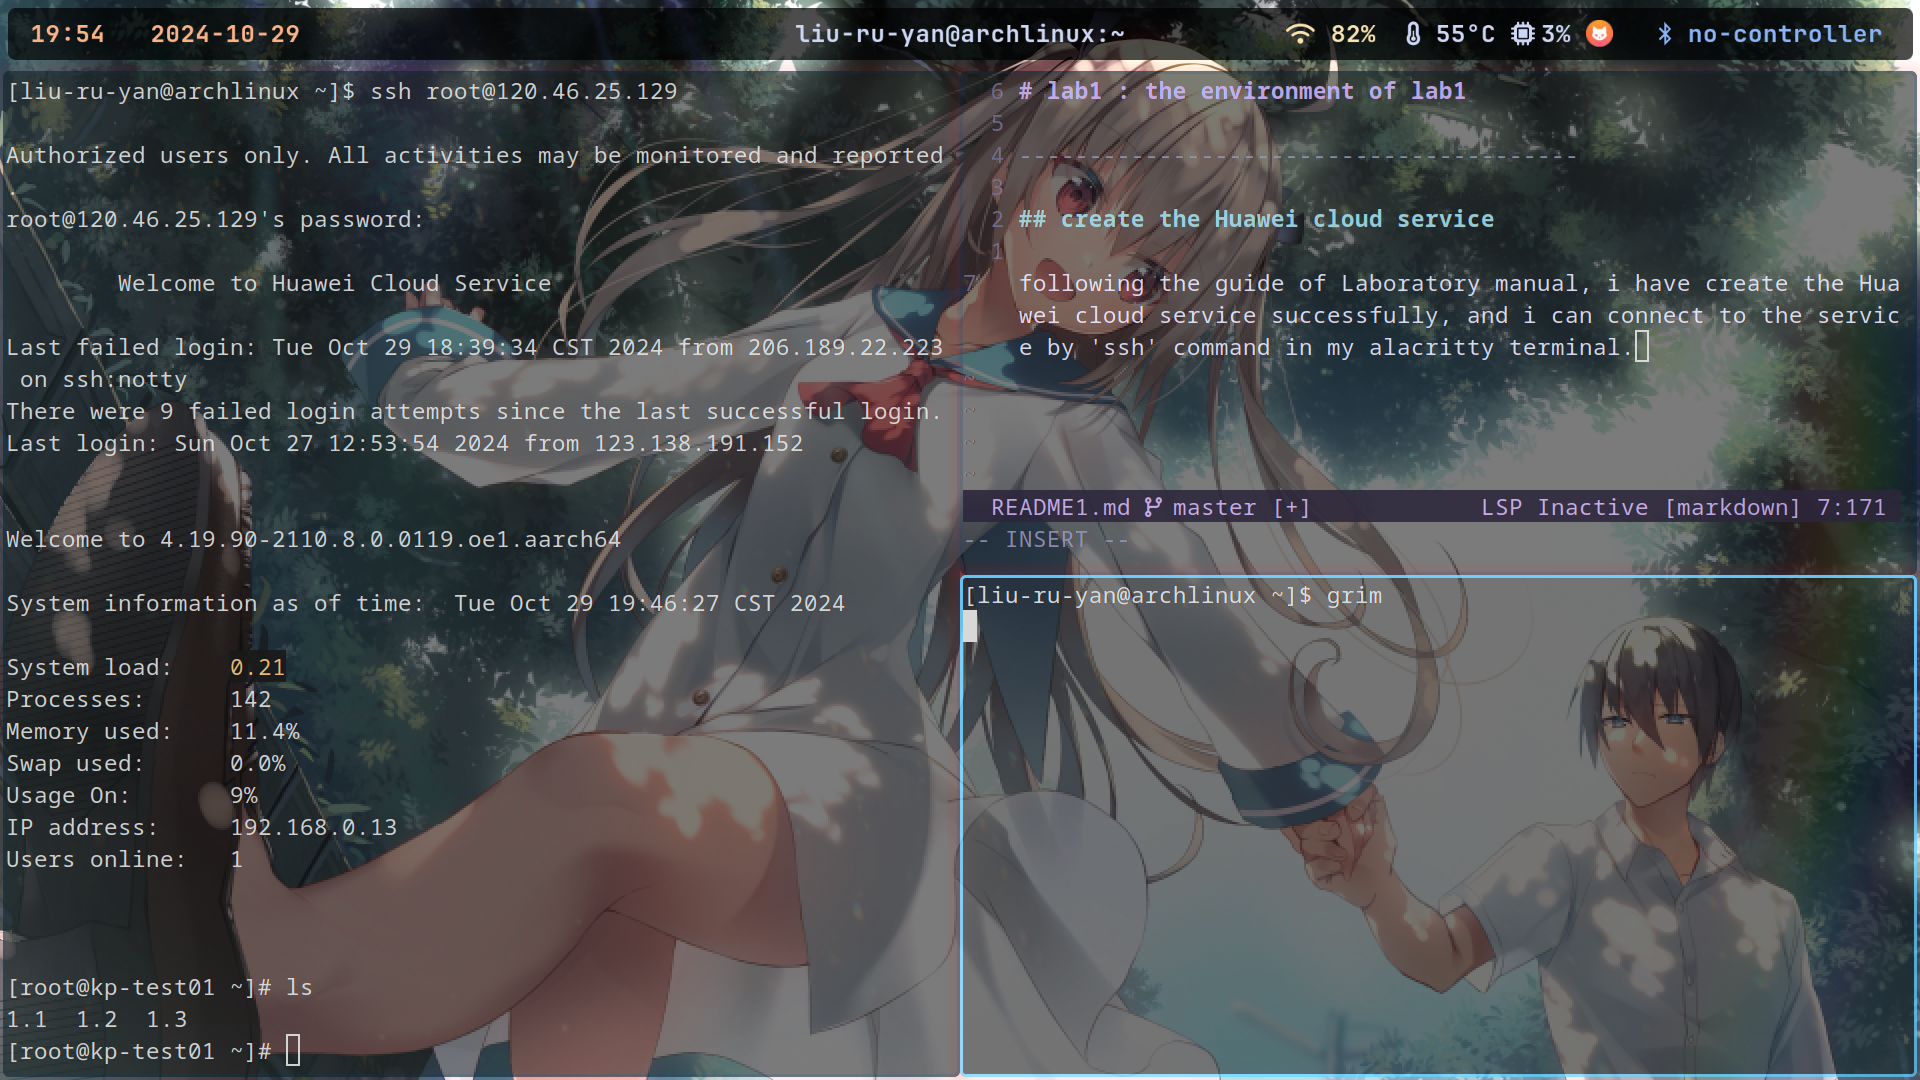 19:54 2024-10-29 liu-ru-yan@archlinux:~ 82% 55°C 3% no-controller
[liu-ru-yan@archlinux ~]$ ssh root@120.46.25.129
Authorized users only. All activities may be monitored and reported
.
root@120.46.25.129's password:
Welcome to Huawei Cloud Service
Last failed login: Tue Oct 29 18:39:34 CST 2024 from 206.189.22.223
on ssh:notty
There were 9 failed login attempts since the last successful login.
Last login: Sun Oct 27 12:53:54 2024 from 123.138.191.152
Welcome to 4.19.90-2110.8.0.0119.oe1.aarch64
System information as of time:  Tue Oct 29 19:46:27 CST 2024
System load: 0.21
Processes: 142
Memory used: 11.4%
Swap used: 0.0%
Usage On: 9%
IP address: 192.168.0.13
Users online: 1
[root@kp-test01 ~]# ls
1.1  1.2  1.3
[root@kp-test01 ~]#
6 # lab1 : the environment of lab1
5
4 ----------------------------------------
3
2 ## create the Huawei cloud service
1
7 following the guide of Laboratory manual, i have create the Hua
wei cloud service successfully, and i can connect to the servic
e by 'ssh' command in my alacritty terminal.
~
~
~
~
README1.md master [+] LSP Inactive [markdown] 7:171
-- INSERT --
[liu-ru-yan@archlinux ~]$ grim